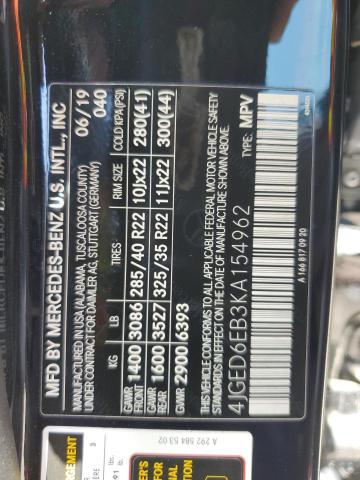 MFD BY MERCEDES-BENZ U.S. INTL., INC
MANUFACTURED IN USA (ALABAMA, TUSCALOOSA COUNTY) 06/19
UNDER CONTRACT FOR DAIMLER AG, STUTTGART (GERMANY) 040
KG LB TIRES RIM SIZE COLD KPA(PSI)
GAWR FRONT 1400 3086 285/40 R22 10Jx22 280(41)
GAWR REAR 1600 3527 325/35 R22 11Jx22 300(44)
GVWR 2900 6393
THIS VEHICLE CONFORMS TO ALL APPLICABLE FEDERAL MOTOR VEHICLE SAFETY
STANDARDS IN EFFECT ON THE DATE OF MANUFACTURE SHOWN ABOVE.
4JGED6EB3KA154962 TYPE: MPV
A 166 817 09 20
A 292 584 53 02